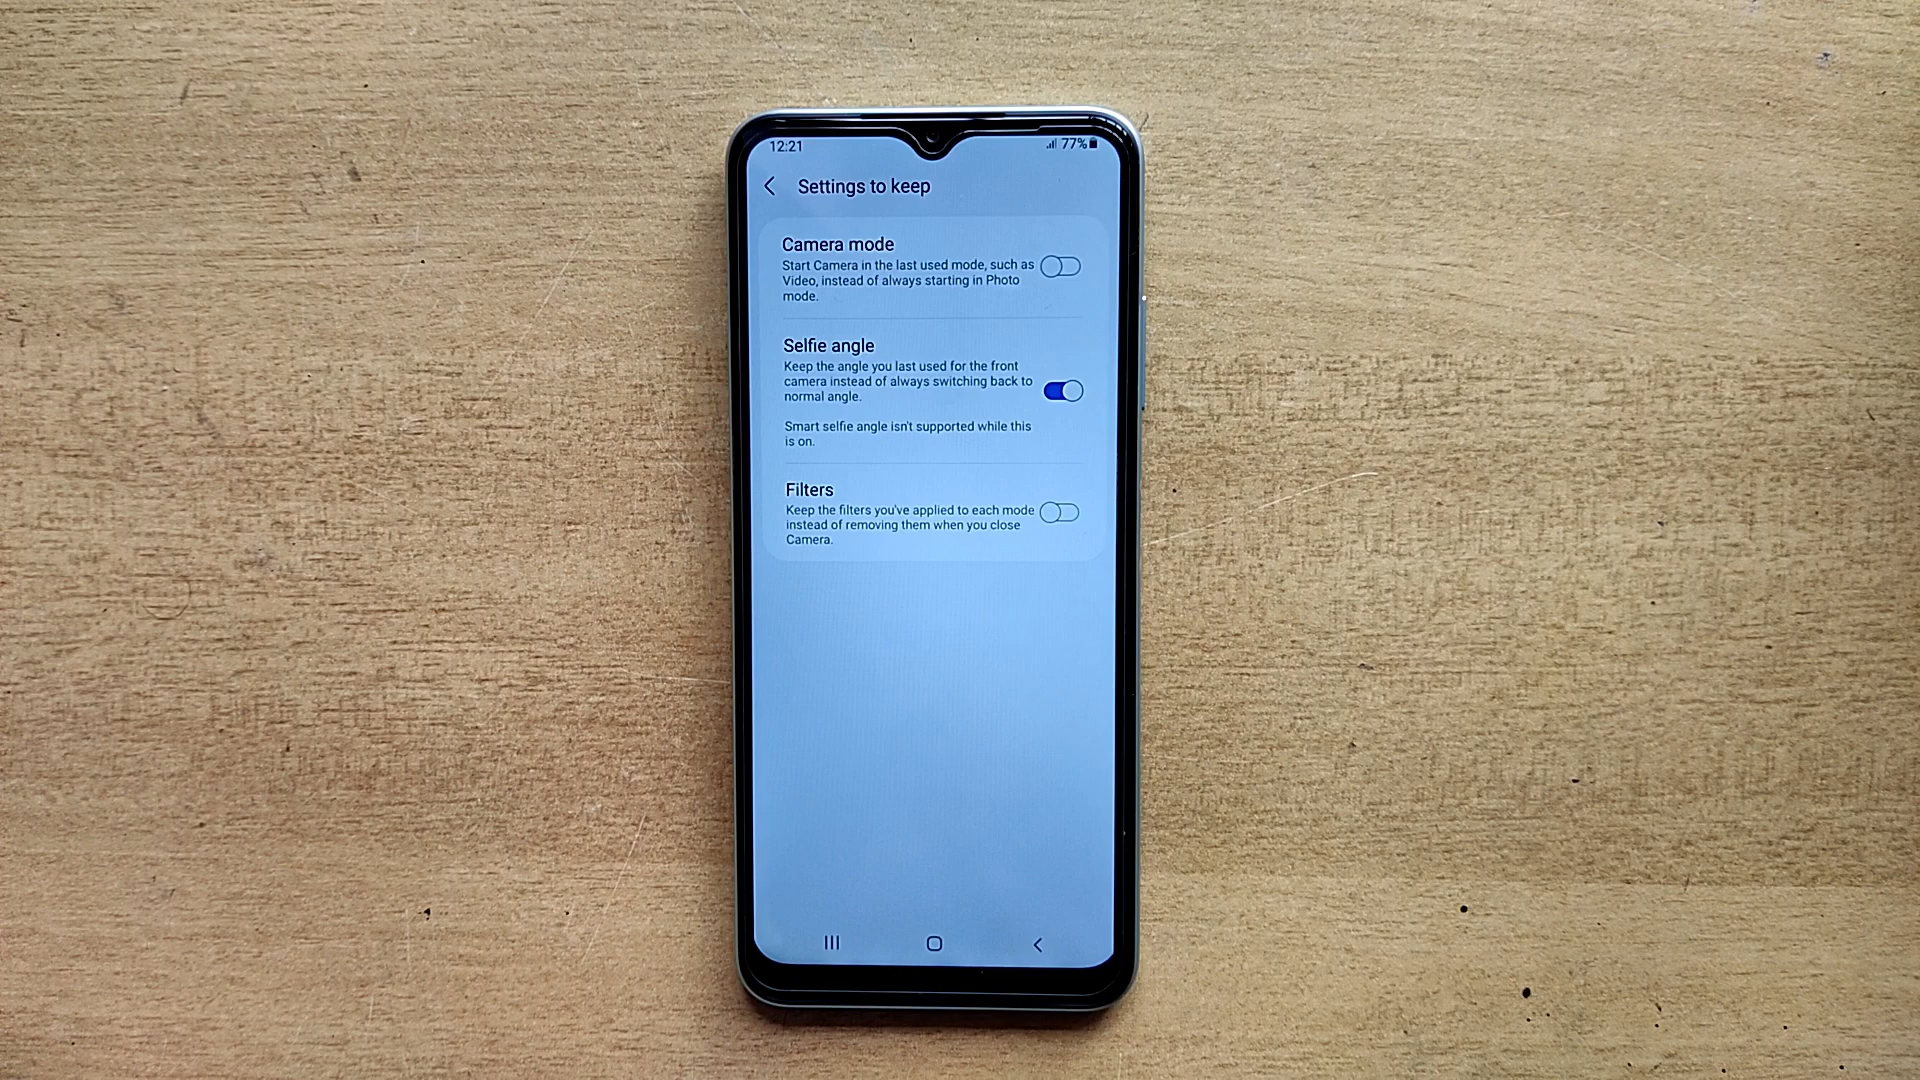 12:21
77%
Settings to keep
Camera mode
Start Camera in the last used mode, such as
Video, instead of always starting in Photo
mode.
Selfie angle
Keep the angle you last used for the front
camera instead of always switching back to
normal angle.
Smart selfie angle isn't supported while this
is on.
Filters
Keep the filters you've applied to each mode
instead of removing them when you close
Camera.